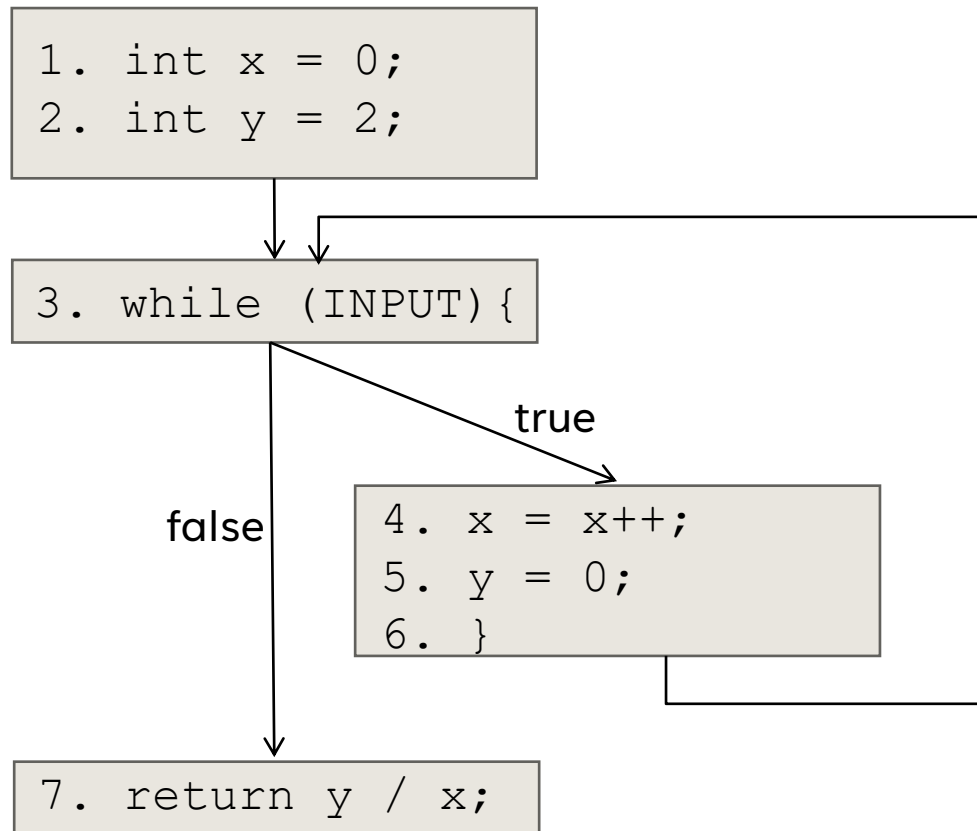 1. int x = 0;
2. int y = 2;
3. while (INPUT){
true
false
4. x = x++;
5. y = 0;
6. }
7. return y / x;